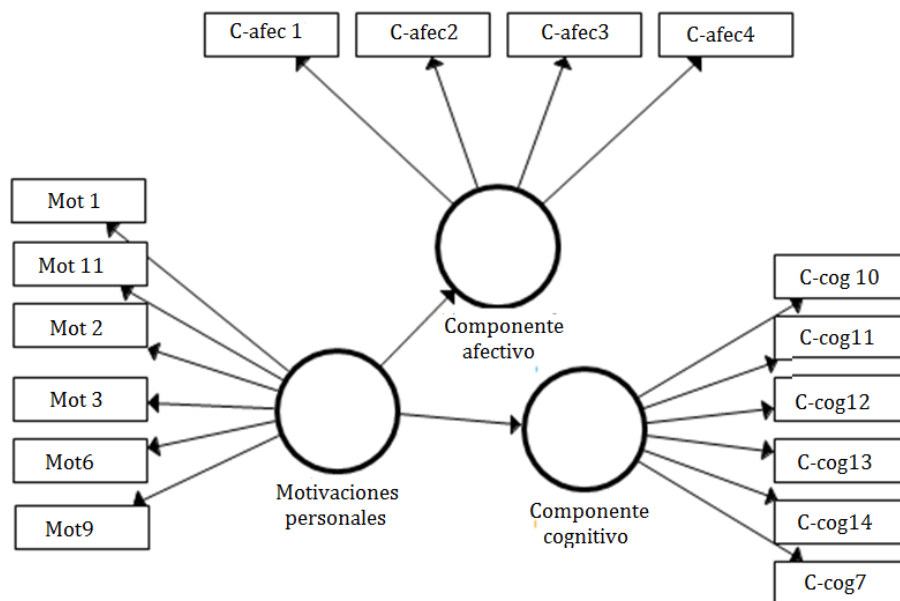 C-afec 1
C-afec2
C-afec3
C-afec4
Mot 1
Mot 11
Mot 2
Mot 3
Mot6
Mot9
Componente
afectivo
Motivaciones
personales
Componente
cognitivo
C-cog 10
C-cog11
C-cog12
C-cog13
C-cog14
C-cog7